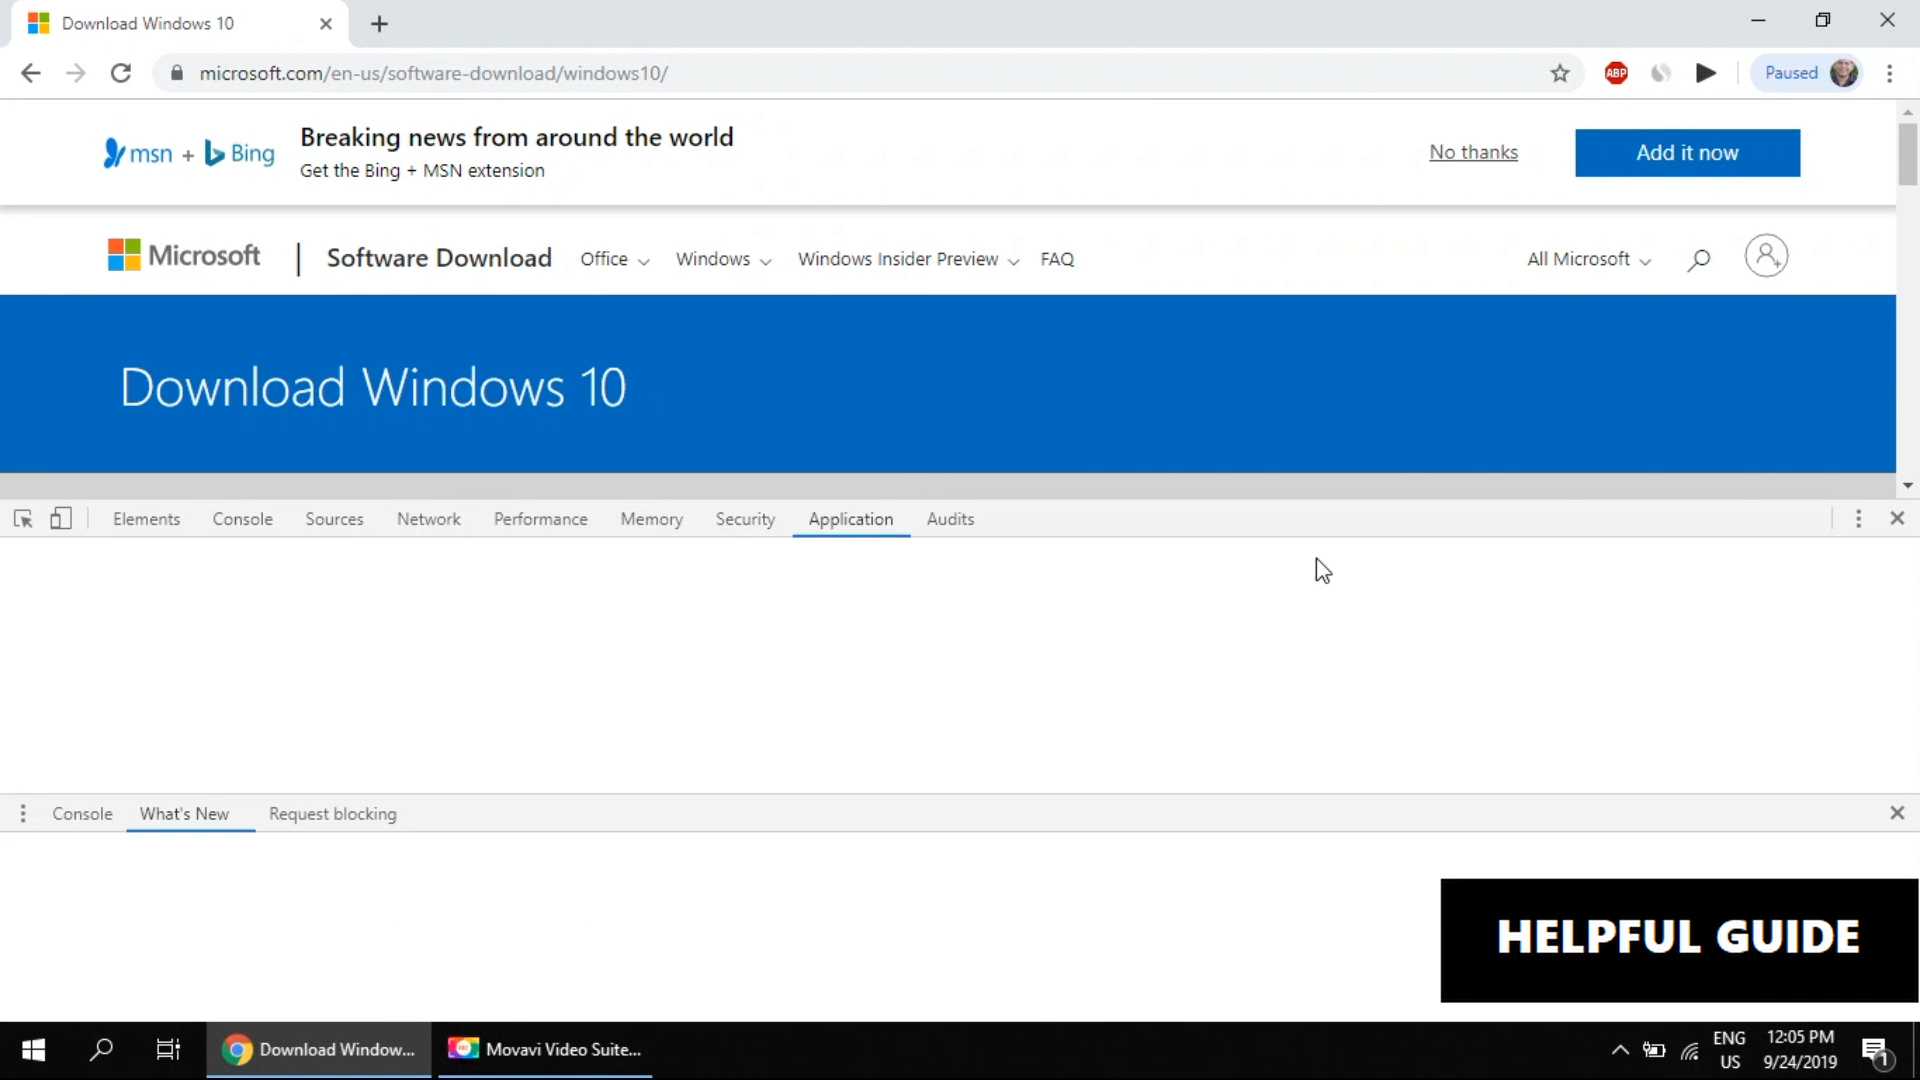 Download Windows 10
microsoft.com/en-us/software-download/windows10/
ABP
Paused
msn + Bing
Breaking news from around the world
Get the Bing + MSN extension
No thanks
Add it now
Microsoft
Software Download
Office
Windows
Windows Insider Preview
FAQ
All Microsoft
Download Windows 10
Elements
Console
Sources
Network
Performance
Memory
Security
Application
Audits
Console
What's New
Request blocking
HELPFUL GUIDE
Download Window...
Movavi Video Suite...
ENG
US
12:05 PM
9/24/2019
1